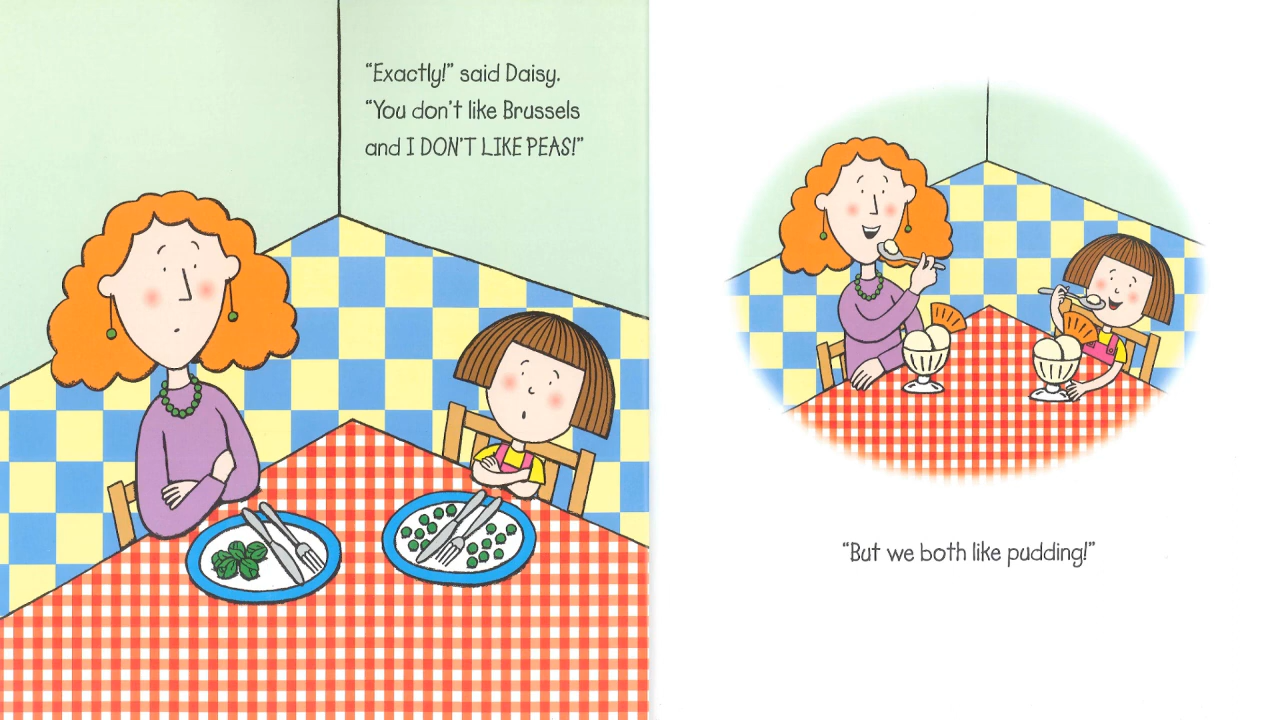 “Exactly!” said Daisy.
“You don’t like Brussels
and I DON’T LIKE PEAS!”
“But we both like pudding!”